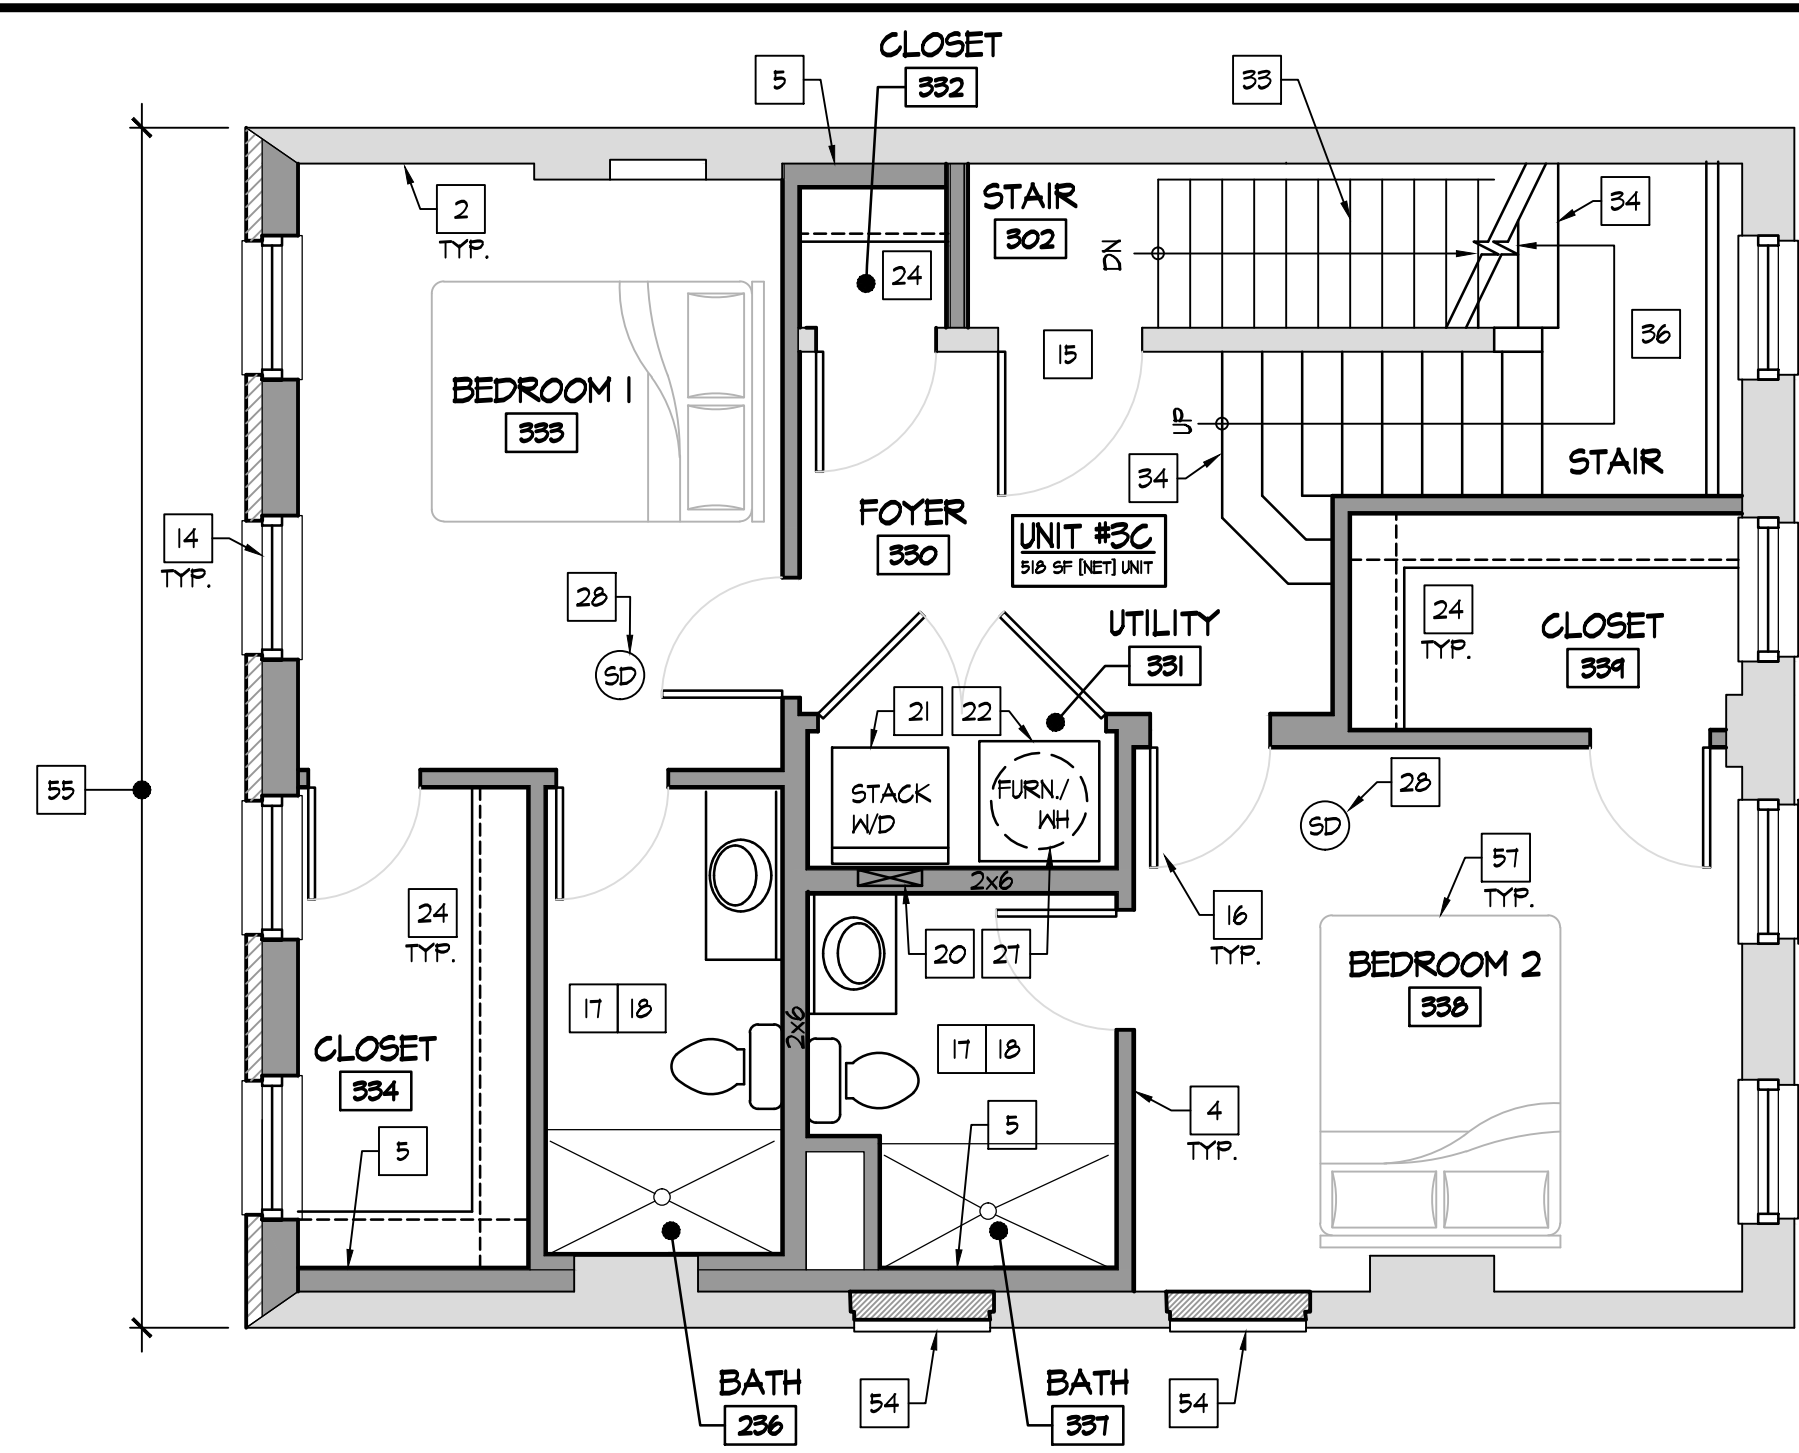 CLOSET
332
5
33
2
TYP.
24
STAIR
302
DN
34
36
15
BEDROOM 1
333
UP
34
STAIR
FOYER
330
UNIT #3C
518 SF [NET] UNIT
14
TYP.
28
SD
UTILITY
331
24
TYP.
CLOSET
339
21
22
55
STACK
W/D
FURN./
WH
28
SD
2x6
57
TYP.
24
TYP.
16
TYP.
20
27
BEDROOM 2
338
17
18
2x6
17
18
CLOSET
334
5
5
4
TYP.
BATH
236
54
BATH
337
54